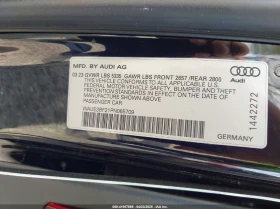 MFD. BY AUDI AG
03.23 GVWR LBS 5335 GAWR LBS FRONT 2657 /REAR 2800
THIS VEHICLE CONFORMS TO ALL APPLICABLE
FEDERAL MOTOR VEHICLE SAFETY, BUMPER AND THEFT
PREVENTION STANDARDS IN EFFECT ON THE
DATE OF MANUFACTURE SHOWN ABOVE
PASSENGER CAR
Audi
GERMANY
1442272